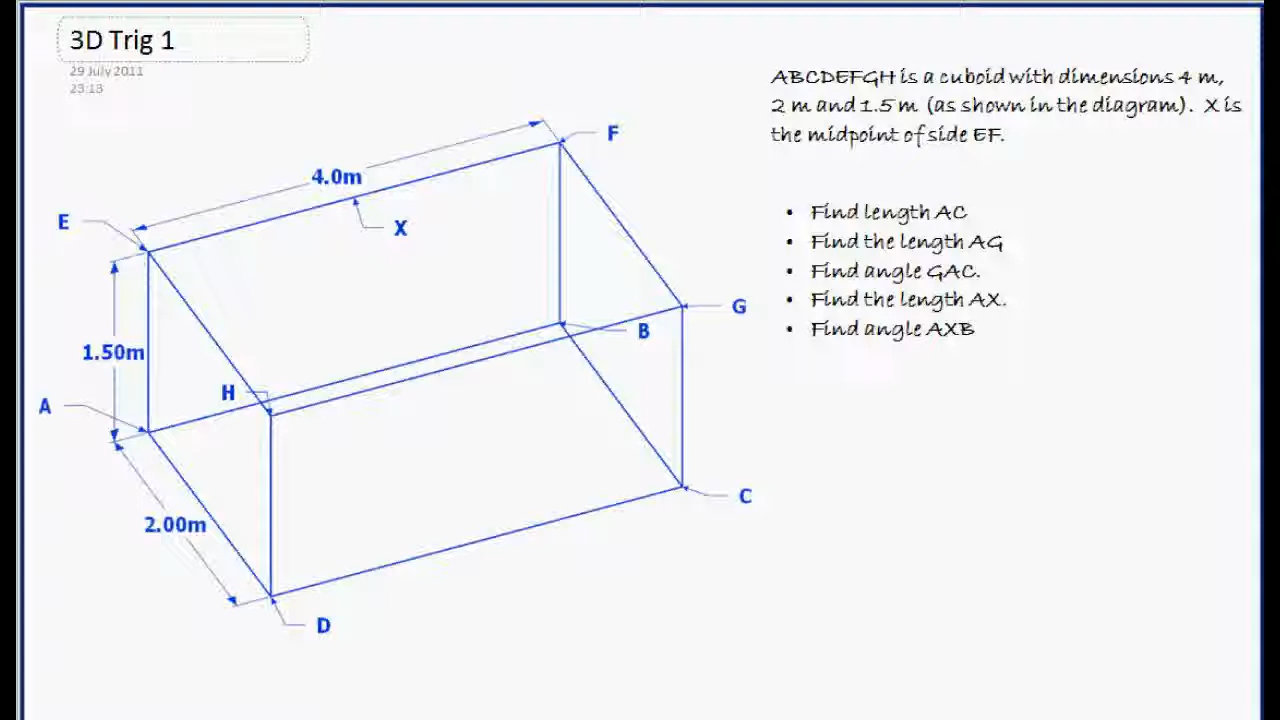 3D Trig 1
29 July 2011
23:13
ABCDEFGH is a cuboid with dimensions 4 m,
2 m and 1.5 m (as shown in the diagram). X is
the midpoint of side EF.
• Find length AC
• Find the length AG
• Find angle GAC.
• Find the length AX.
• Find angle AXB
F
4.0m
E
X
G
B
1.50m
H
A
C
2.00m
D